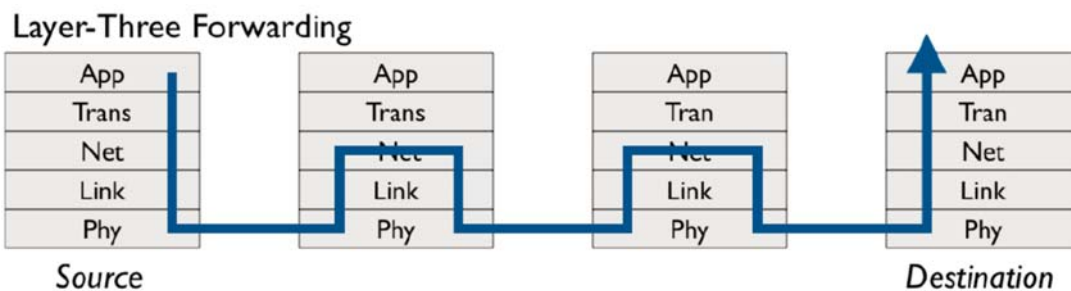 Layer-Three Forwarding
App App App App
Trans Trans Tran Tran
Net Net Net Net
Link Link Link Link
Phy Phy Phy Phy
Source Destination